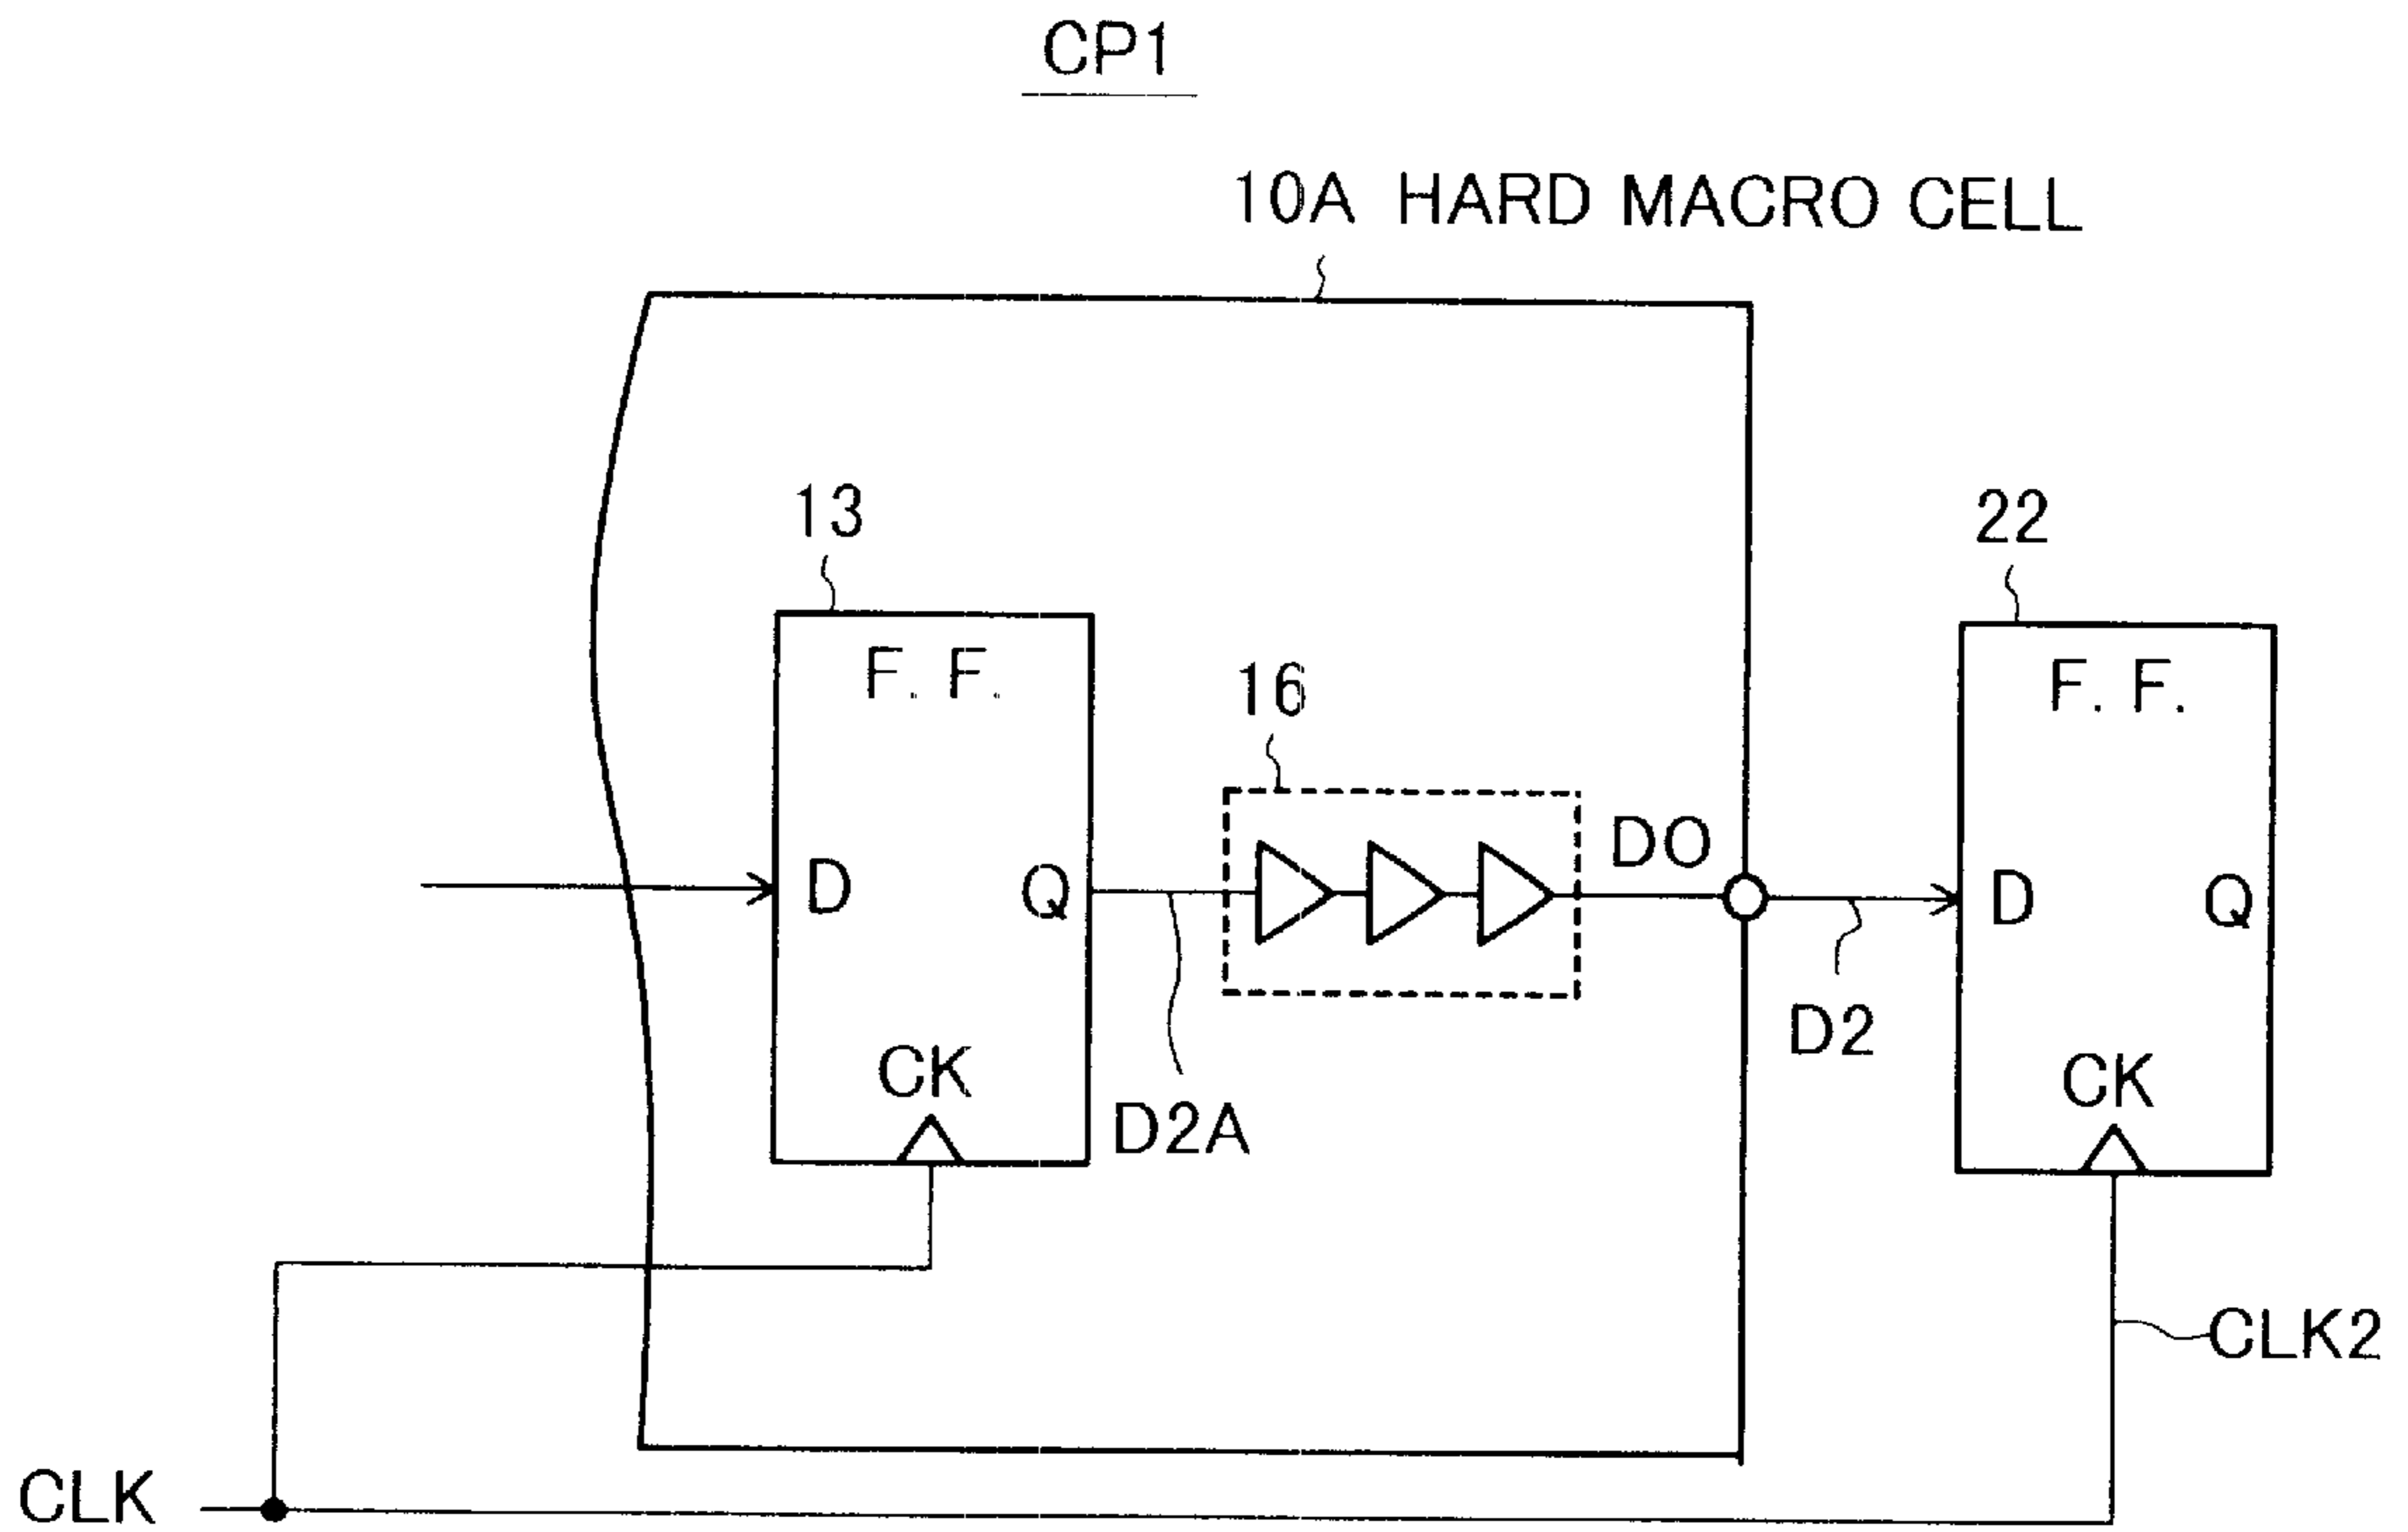 CP1
10A HARD MACRO CELL
13
22
F. F.
F. F.
16
DO
D
Q
D
Q
D2
CK
CK
D2A
CLK2
CLK